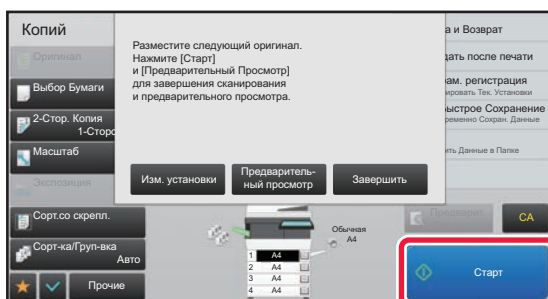 Копий
Оригинал
Выбор Бумаги
2-Стор. Копия
1-Сторо
Масштаб
Экспозиция
Сорт.со скрепл.
Сорт-ка/Груп-вка
Авто
Прочие
Разместите следующий оригинал.
Нажмите [Старт]
и [Предварительный Просмотр]
для завершения сканирования
и предварительного просмотра.
Изм. установки
Предваритель-
ный просмотр
Завершить
а и Возврат
дать после печати
ам. регистрация
ировать Тек. Установки
ыстрое Сохранение
ременно Сохран. Данные
ить Данные в Папке
Обычная
A4
1 A4
2 A4
3 A4
4 A4
Предварит.
CA
Старт